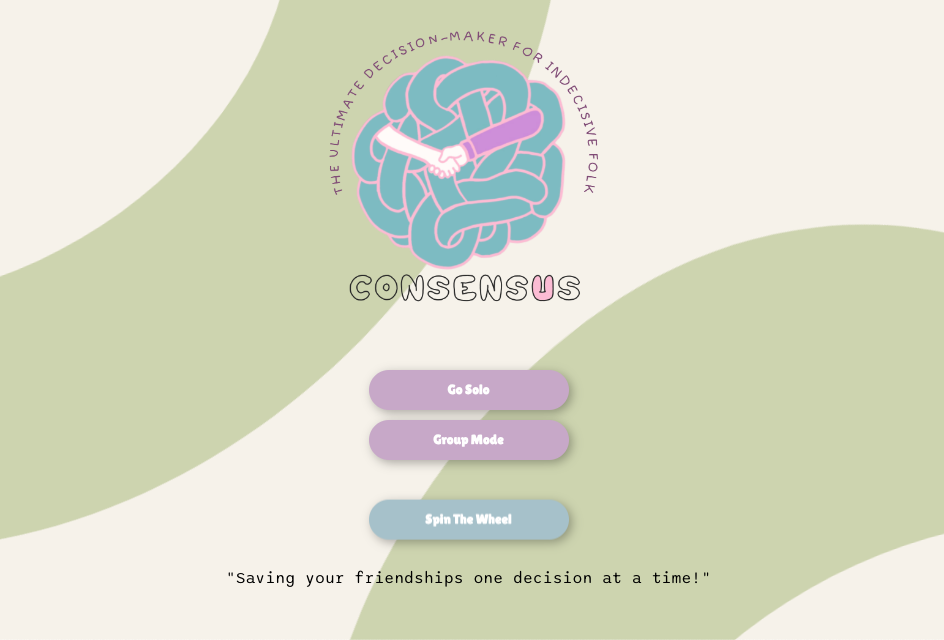 THE ULTIMATE DECISION-MAKER FOR INDECISIVE FOLK
CONSENSUS
Go Solo
Group Mode
Spin The Wheel
"Saving your friendships one decision at a time!"